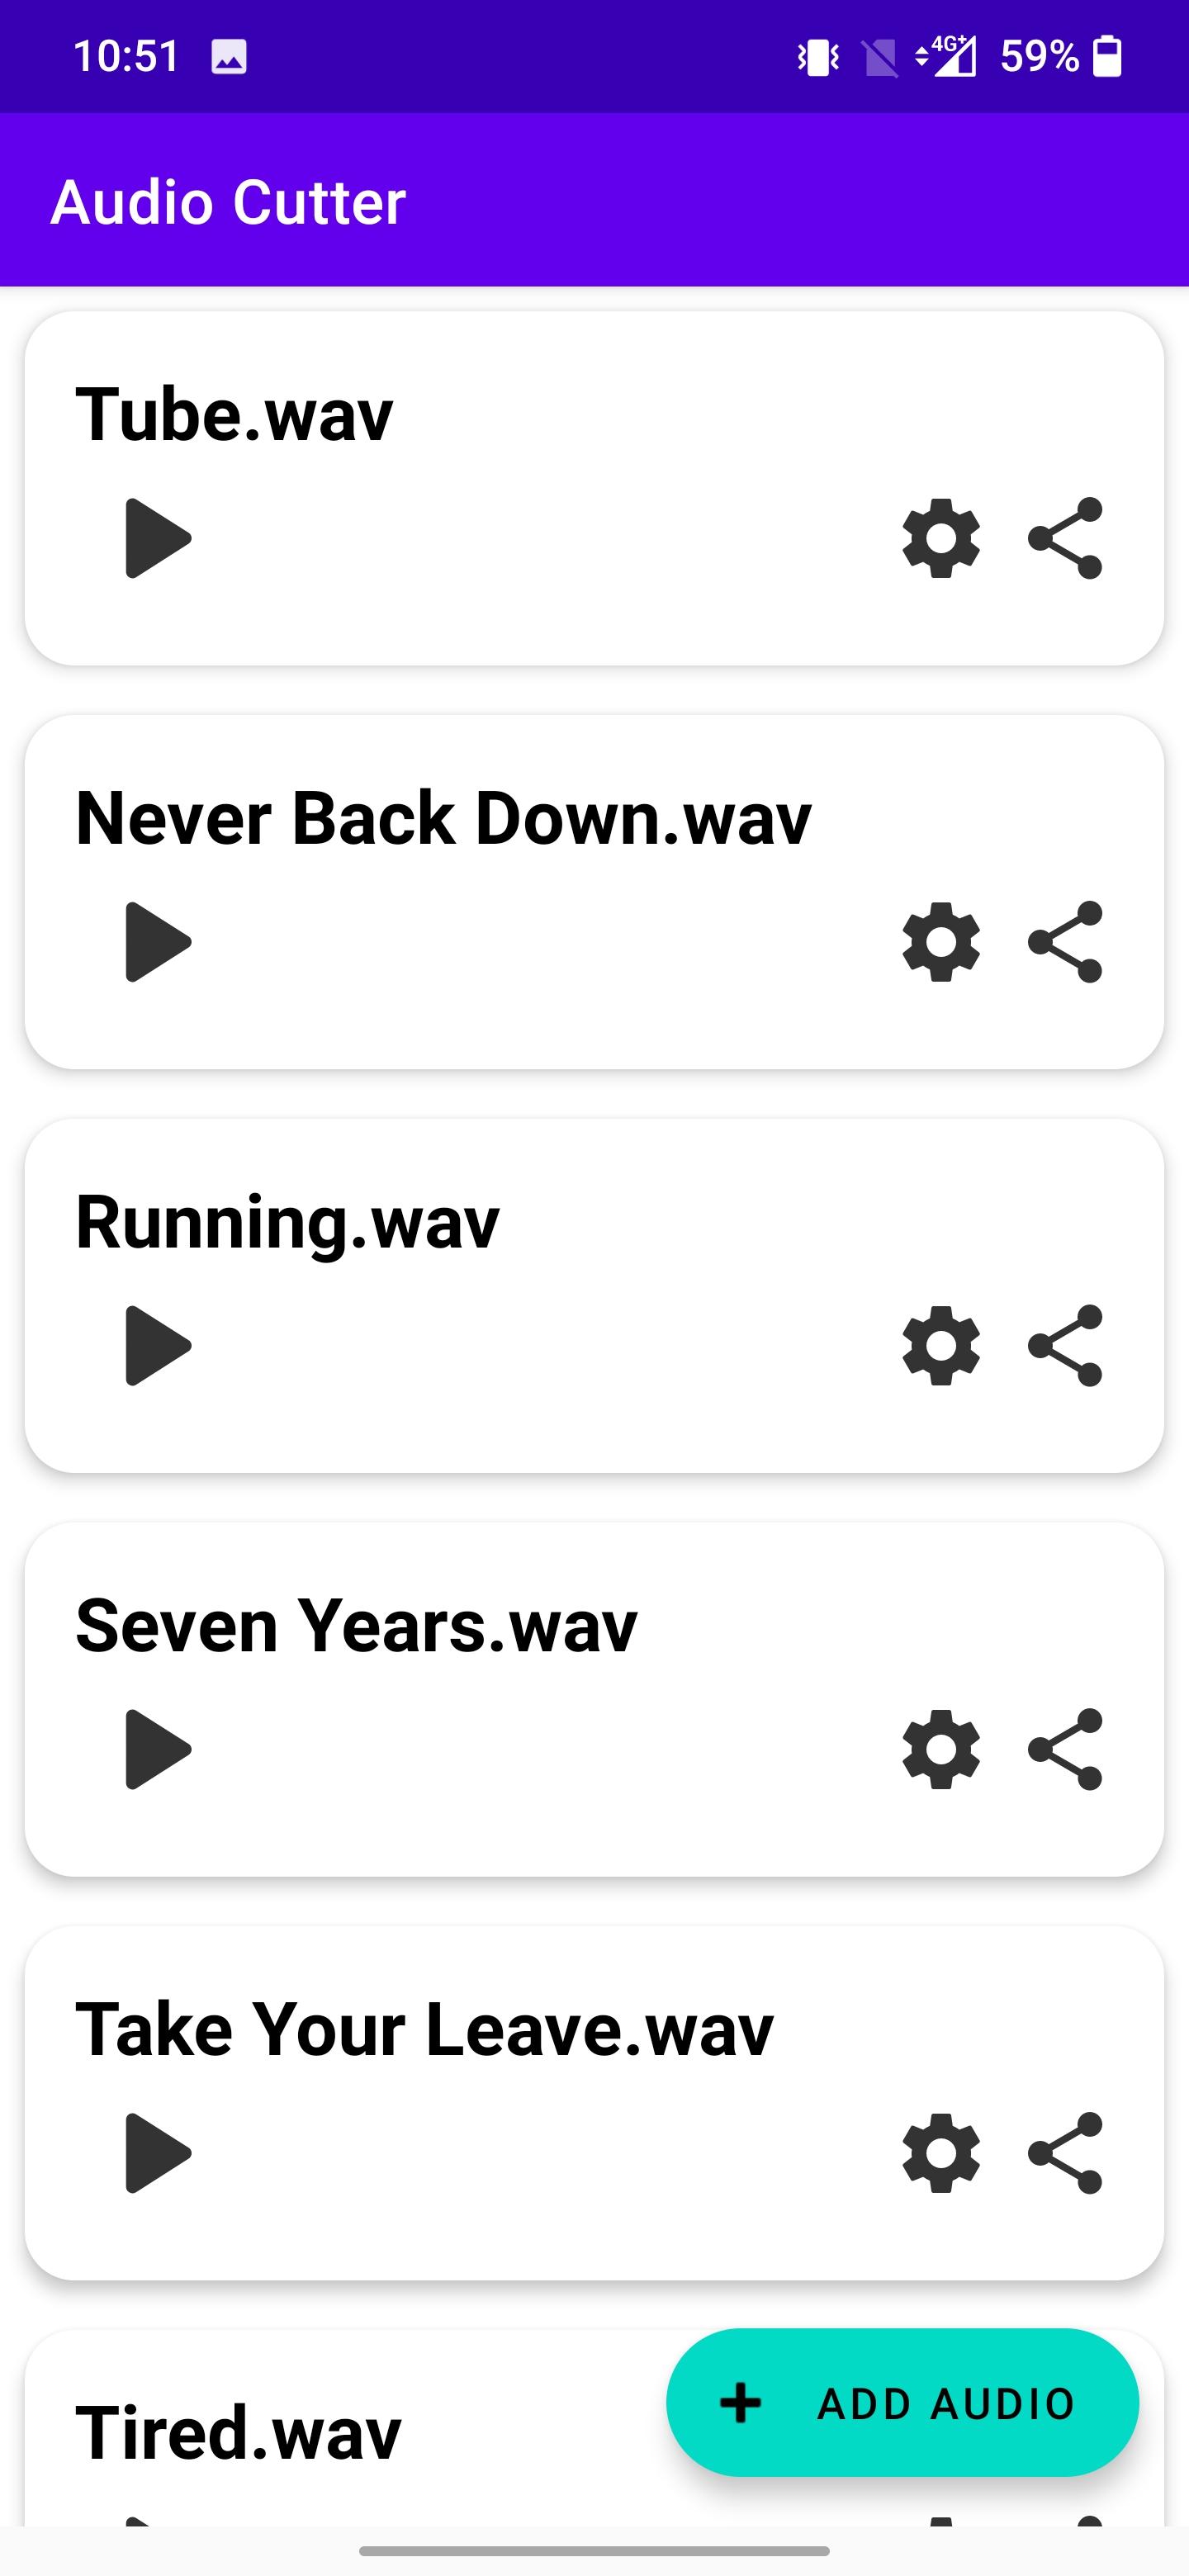 10:51 4G+ 59%
Audio Cutter
Tube.wav
Never Back Down.wav
Running.wav
Seven Years.wav
Take Your Leave.wav
Tired.wav
ADD AUDIO